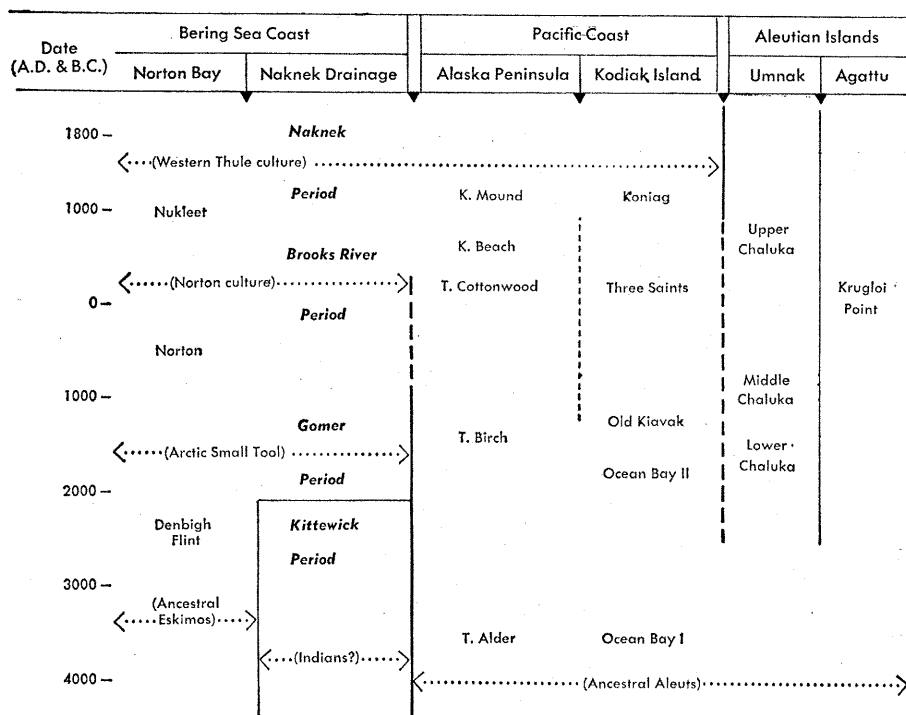 Date
(A.D. & B.C.)
Bering Sea Coast
Pacific Coast
Aleutian Islands
Norton Bay
Naknek Drainage
Alaska Peninsula
Kodiak Island
Umnak
Agattu
1800
Naknek
(Western Thule culture)
Period
K. Mound
Koniag
1000
Nukleet
Upper
Chaluka
Brooks River
K. Beach
(Norton culture)
T. Cottonwood
Three Saints
Krugloi
Point
0
Period
Norton
Middle
Chaluka
1000
Gomer
Old Kiavak
T. Birch
(Arctic Small Tool)
Lower
Chaluka
Period
Ocean Bay II
2000
Denbigh
Flint
Kittewick
Period
3000
(Ancestral
Eskimos)
T. Alder
Ocean Bay I
(Indians?)
4000
(Ancestral Aleuts)